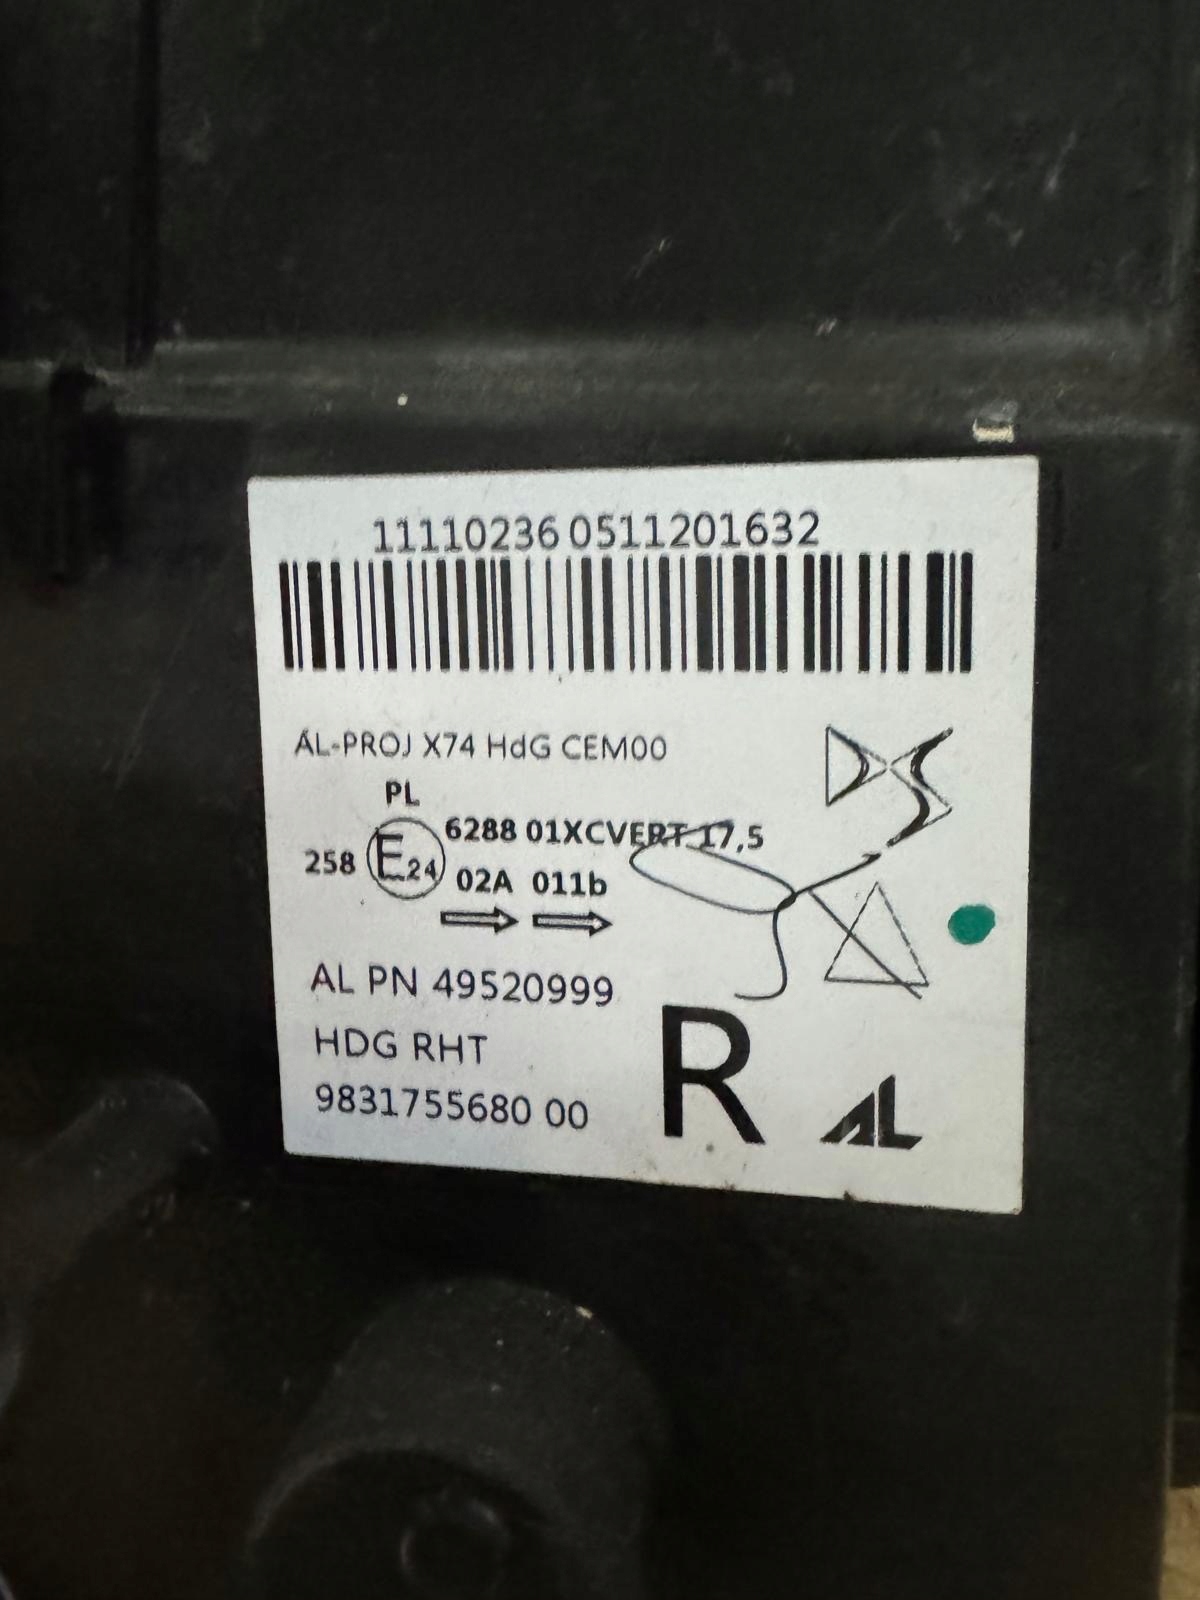 11110236 0511201632
AL-PROJ X74 HdG CEM00
PL
6288 01XCVERT 17,5
258 E24 02A 011b
AL PN 49520999
HDG RHT
9831755680 00
R
AL
DS